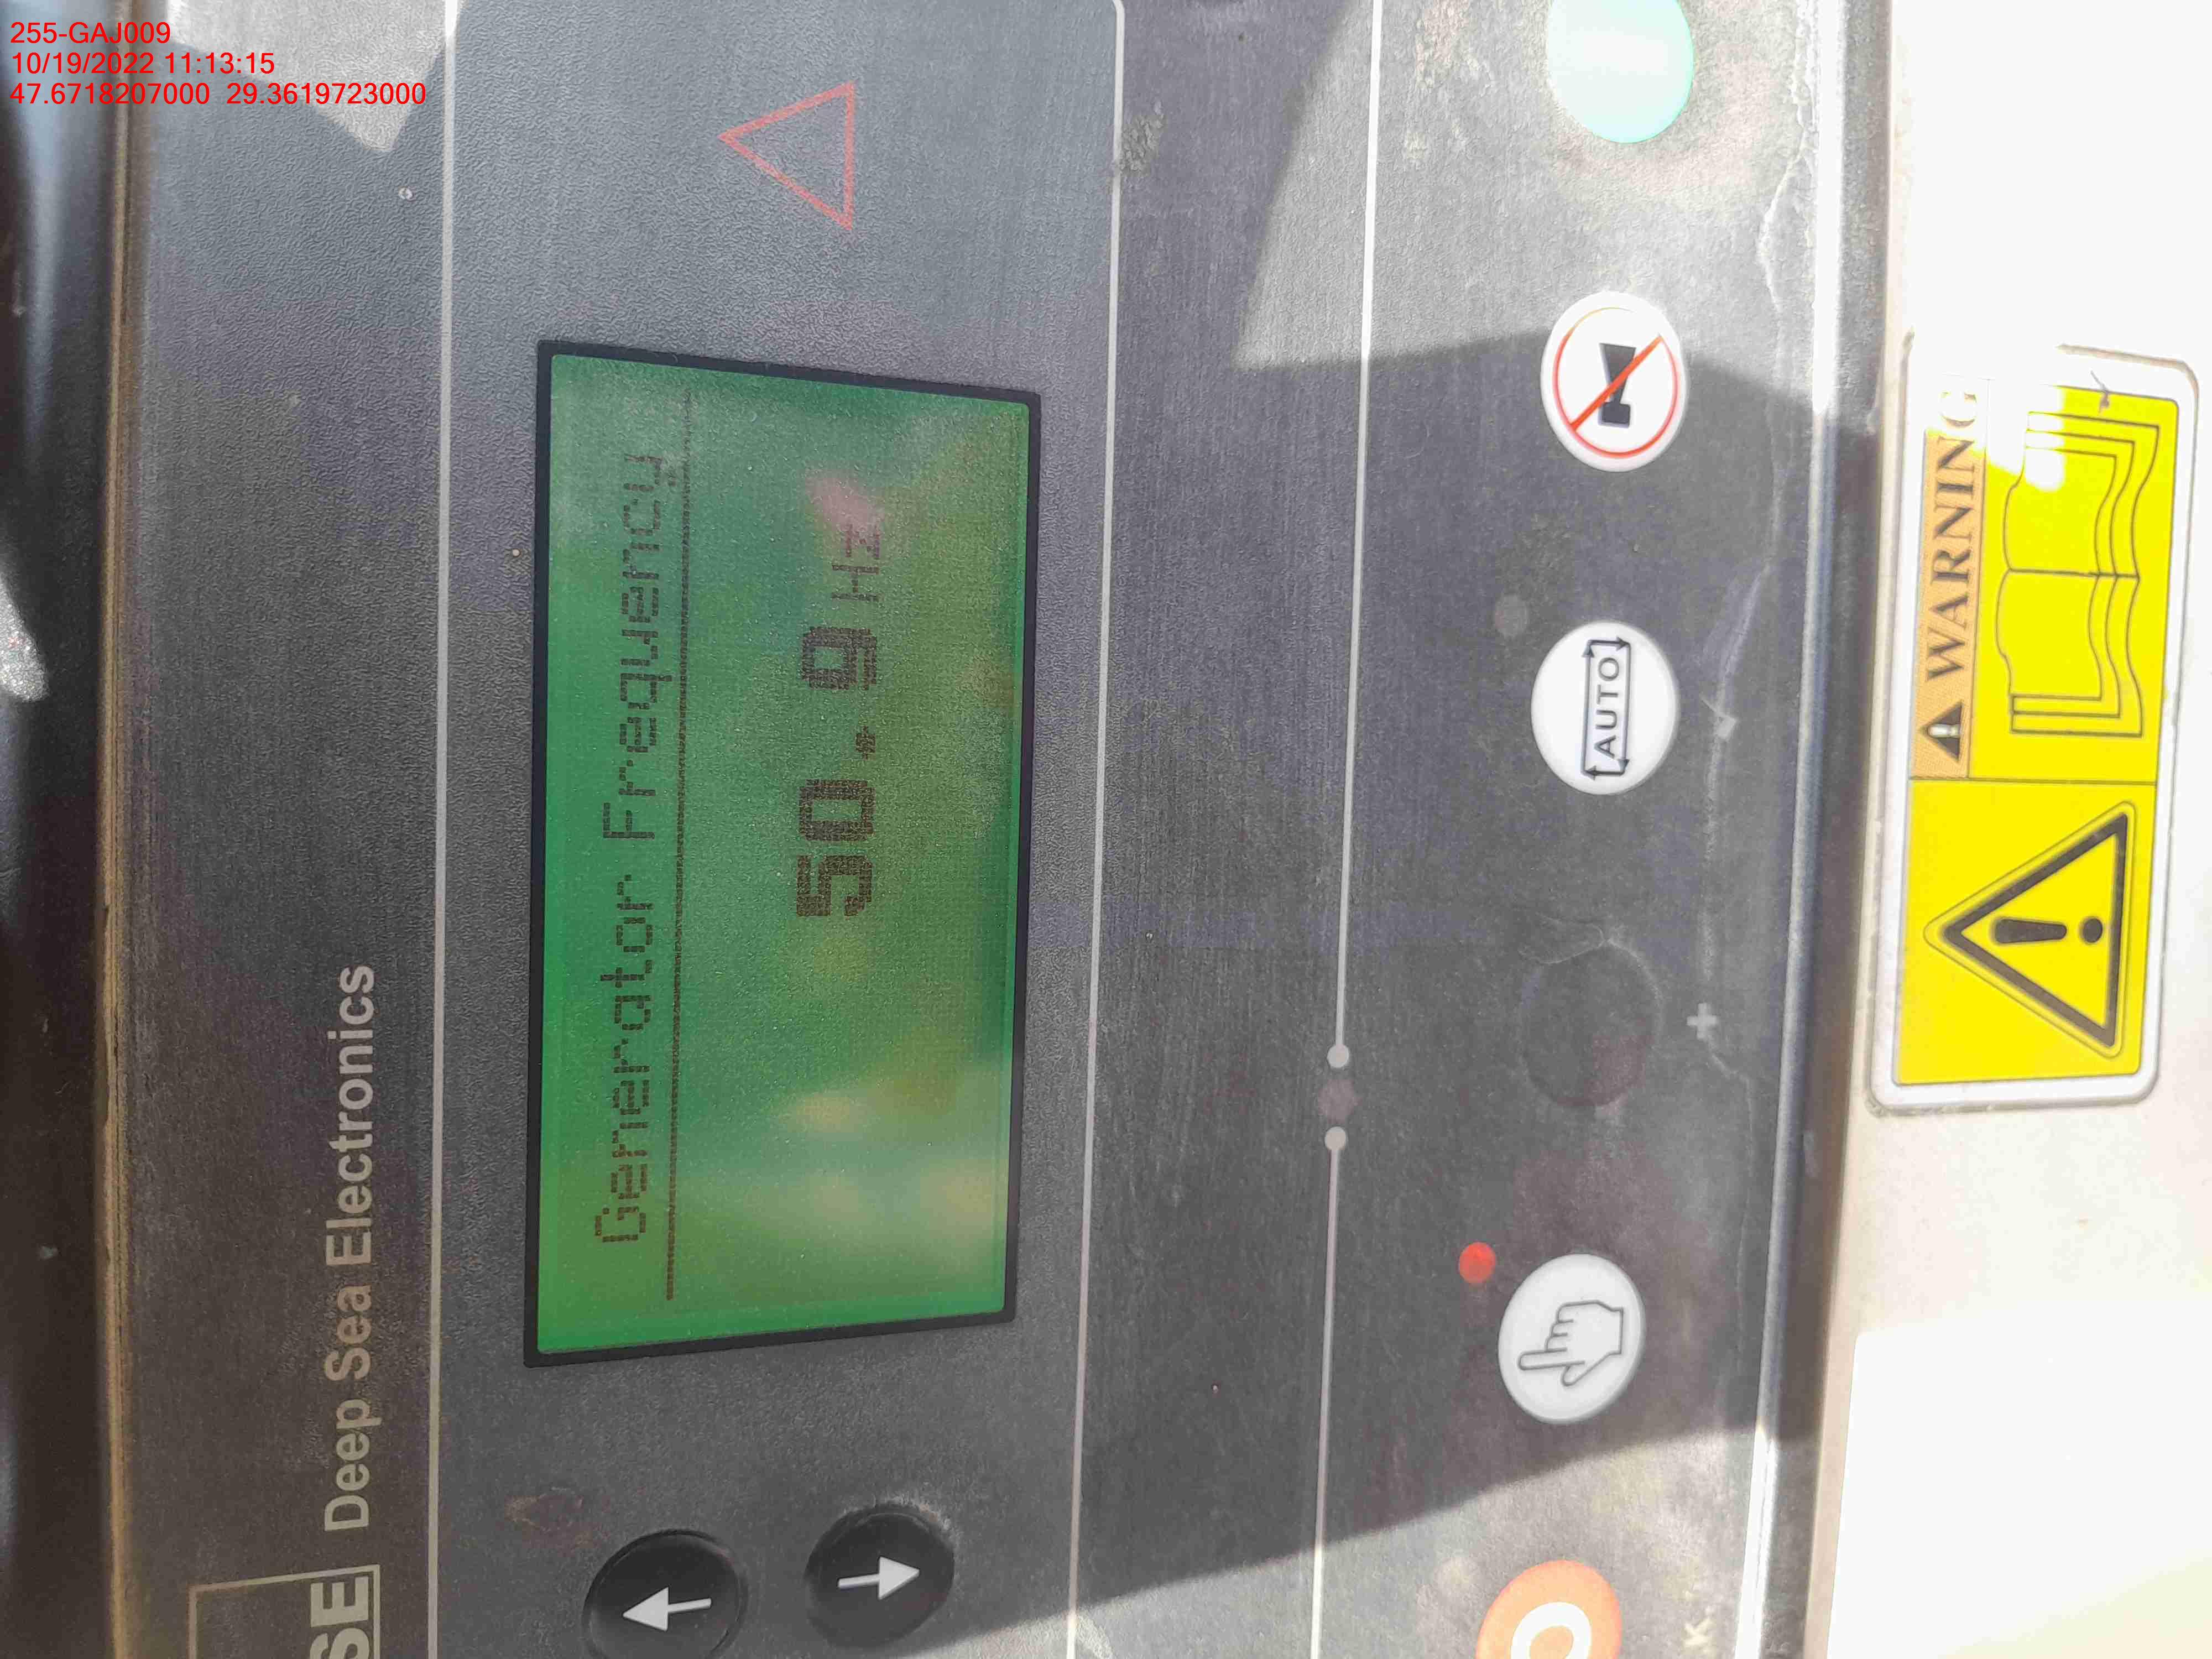 255-GAJ009
10/19/2022 11:13:15
47.6718207000 29.3619723000
SE Deep Sea Electronics
Generator Frequency
50.0 Hz
AUTO
WARNING